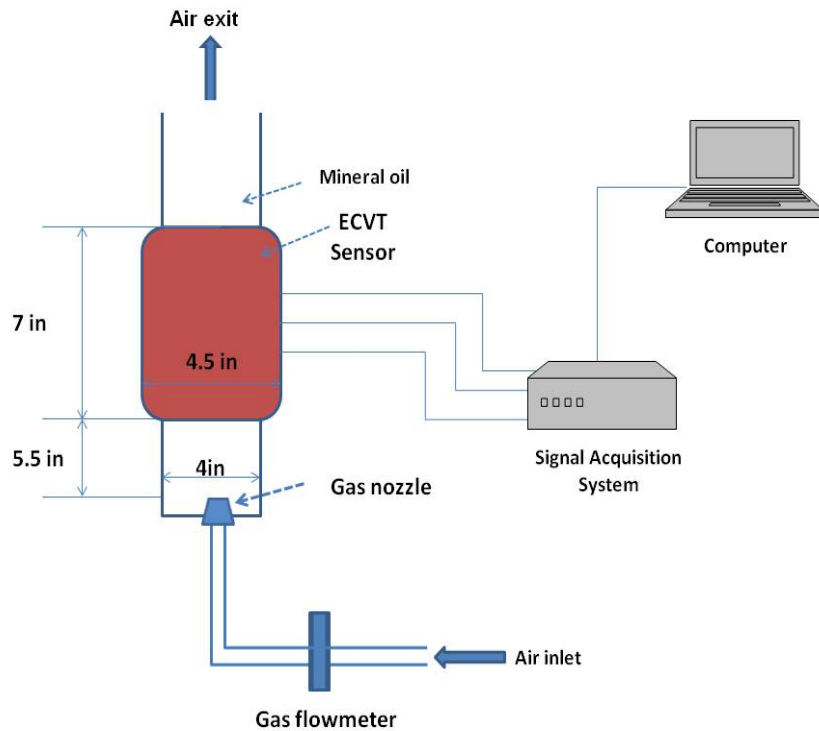 Air exit
Mineral oil
ECVT
Sensor
Computer
7 in
4.5 in
5.5 in
4in
Gas nozzle
Signal Acquisition
System
Air inlet
Gas flowmeter